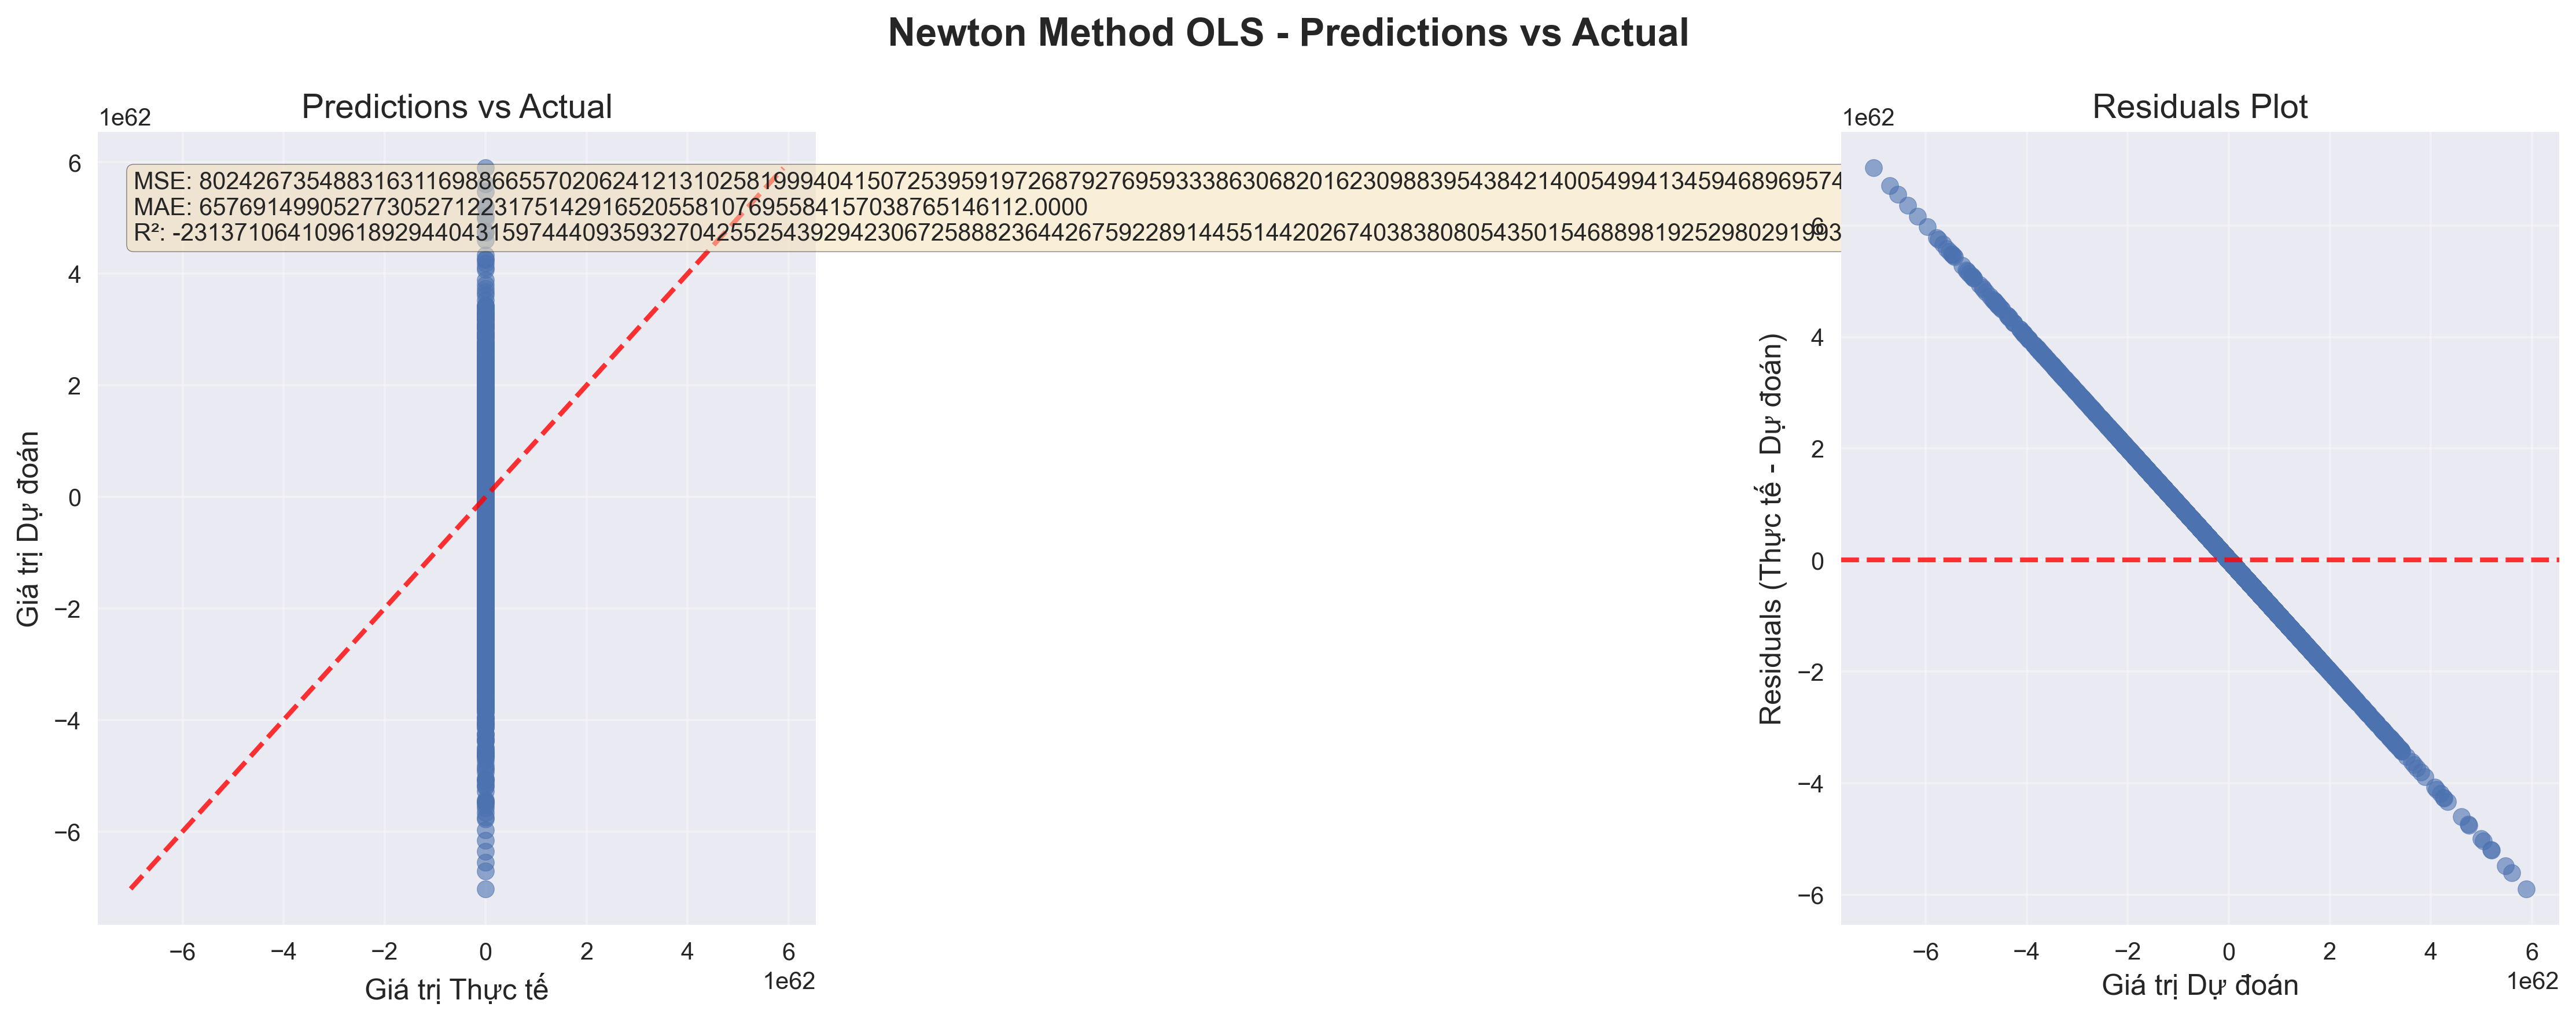 Newton Method OLS - Predictions vs Actual
Predictions vs Actual
1e62
MSE: 802426735488316311698866557020624121310258199940415072539591972687927695933386306820162309883954384214005499413459468969574
MAE: 65769149905277305271223175142916520558107695584157038765146112.0000
R²: -23137106410961892944043159744409359327042552543929423067258882364426759228914455144202674038380805435015468898192529802919​93
6
4
2
0
−2
−4
−6
Giá trị Dự đoán
−6 −4 −2 0 2 4 6
1e62
Giá trị Thực tế
Residuals Plot
1e62
6
4
2
0
−2
−4
−6
Residuals (Thực tế - Dự đoán)
−6 −4 −2 0 2 4 6
1e62
Giá trị Dự đoán